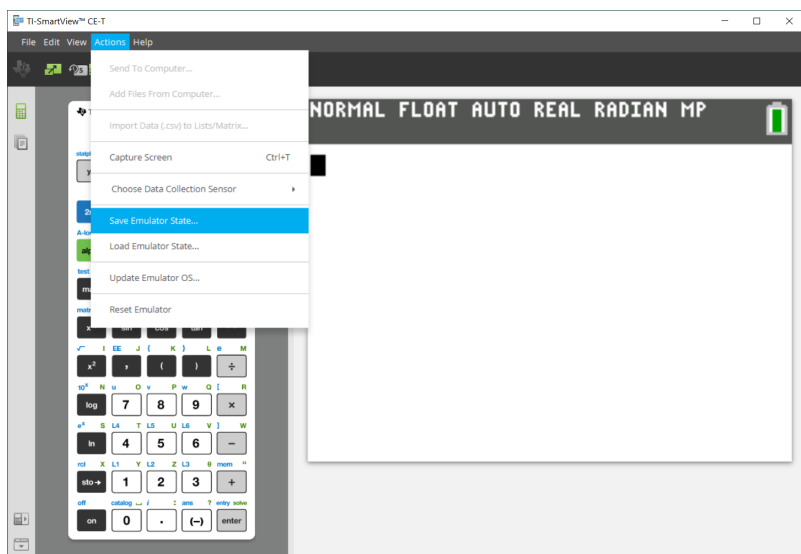 TI-SmartView™ CE-T
File Edit View Actions Help
Send To Computer...
Add Files From Computer...
Import Data (.csv) to Lists/Matrix...
Capture Screen Ctrl+T
Choose Data Collection Sensor
Save Emulator State...
Load Emulator State...
Update Emulator OS...
Reset Emulator
NORMAL FLOAT AUTO REAL RADIAN MP
√ I EE J { K } L e M
x² , ( ) ÷
10ˣ N u O v P w Q [ R
log 7 8 9 ×
eˣ S L4 T L5 U L6 V ] W
ln 4 5 6 −
rcl X L1 Y L2 Z L3 θ mem "
sto→ 1 2 3 +
off catalog i : ans ? entry solve
on 0 . (−) enter